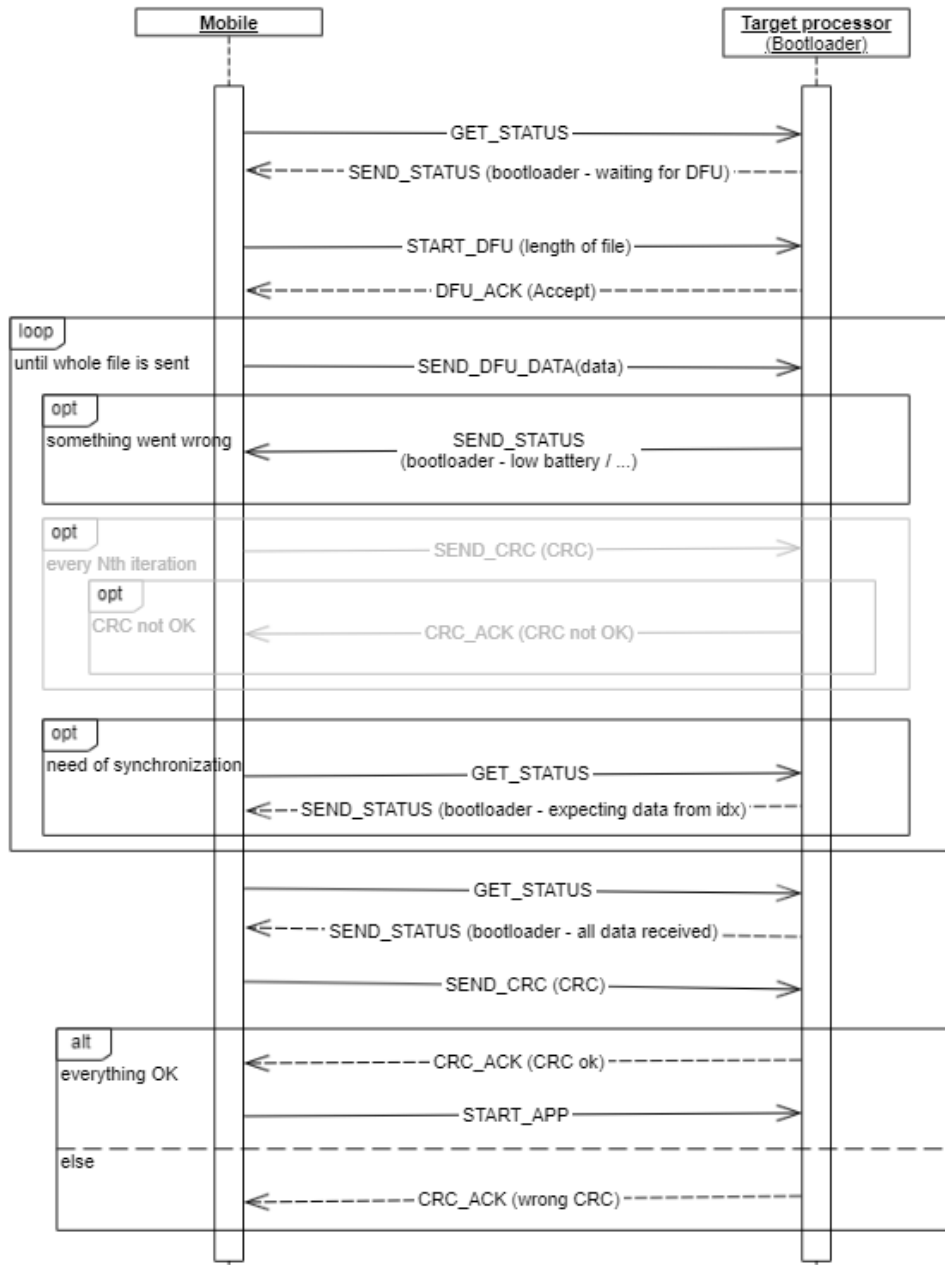 Mobile
Target processor
(Bootloader)
GET_STATUS
SEND_STATUS (bootloader - waiting for DFU)
START_DFU (length of file)
DFU_ACK (Accept)
loop
until whole file is sent
SEND_DFU_DATA(data)
opt
something went wrong
SEND_STATUS
(bootloader - low battery / ...)
opt
every Nth iteration
SEND_CRC (CRC)
opt
CRC not OK
CRC_ACK (CRC not OK)
opt
need of synchronization
GET_STATUS
SEND_STATUS (bootloader - expecting data from idx)
GET_STATUS
SEND_STATUS (bootloader - all data received)
SEND_CRC (CRC)
alt
everything OK
CRC_ACK (CRC ok)
START_APP
else
CRC_ACK (wrong CRC)